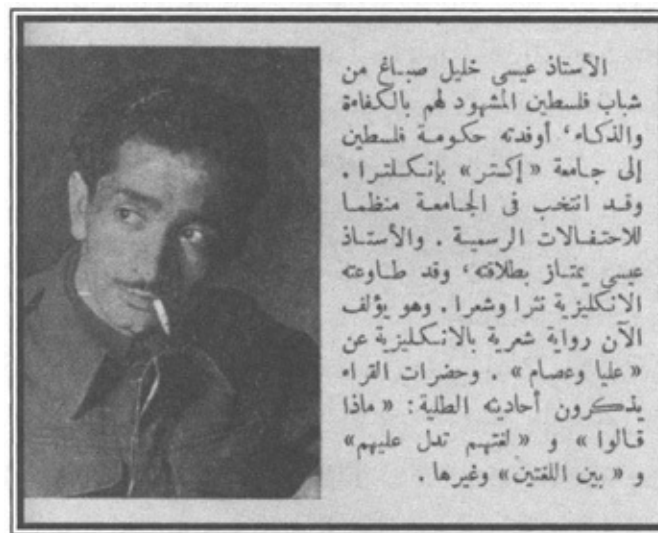 الأستاذ عيسى خليل صباغ من
شباب فلسطين المشهود لهم بالكفاءة
والذكاء، أوفدته حكومة فلسطين
إلى جامعة «إكتر» بإنكلترا.
وقد انتخب فى الجامعة منظما
للاحتفالات الرسمية. والأستاذ
عيسى يمتاز بطلاقته، وقد طاوعته
الانكليزية نثرا وشعرا. وهو يؤلف
الآن رواية شعرية بالانكليزية عن
«عليا وعصام». وحضرات القراء
يذكرون أحاديثه الطلية: «ماذا
قالوا» و «لغتهم تدل عليهم»
و «بين اللغتين» وغيرها.